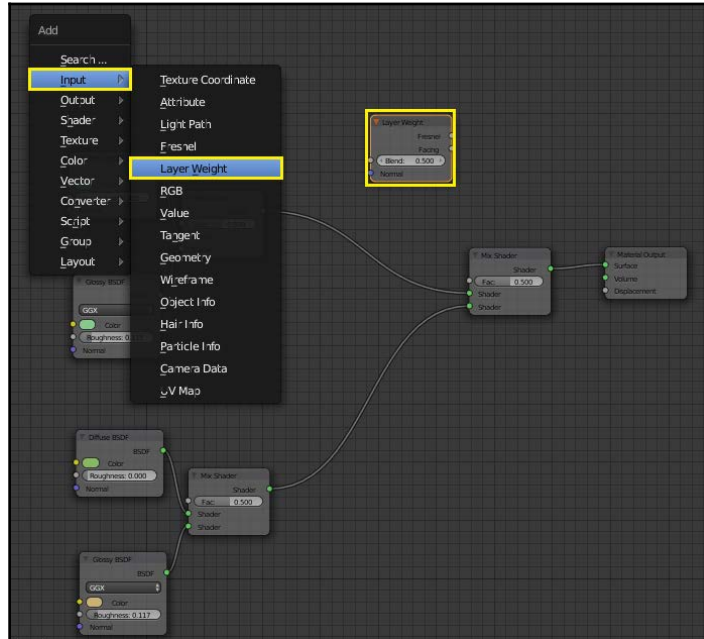 Add
Search ...
Input
Output
Shader
Texture
Color
Vector
Converter
Script
Group
Layout
Texture Coordinate
Attribute
Light Path
Fresnel
Layer Weight
RGB
Value
Tangent
Geometry
Wireframe
Object Info
Hair Info
Particle Info
Camera Data
UV Map
Layer Weight
Fresnel
Facing
Blend: 0.500
Normal
Mix Shader
Shader
Fac: 0.500
Shader
Shader
Material Output
Surface
Volume
Displacement
Glossy BSDF
GGX
Color
Roughness:
Normal
Diffuse BSDF
BSDF
Color
Roughness: 0.000
Normal
Mix Shader
Shader
Fac: 0.500
Shader
Shader
Glossy BSDF
BSDF
GGX
Color
Roughness: 0.117
Normal